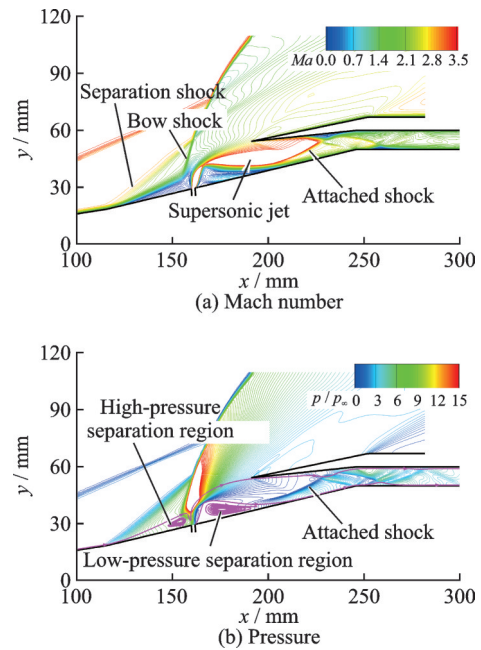 120
90
60
30
0
y / mm
Ma 0.0 0.7 1.4 2.1 2.8 3.5
Separation shock
Bow shock
Supersonic jet
Attached shock
100 150 200 250 300
x / mm
(a) Mach number
120
90
60
30
0
y / mm
p / p∞ 0 3 6 9 12 15
High-pressure
separation region
Attached shock
Low-pressure separation region
100 150 200 250 300
x / mm
(b) Pressure